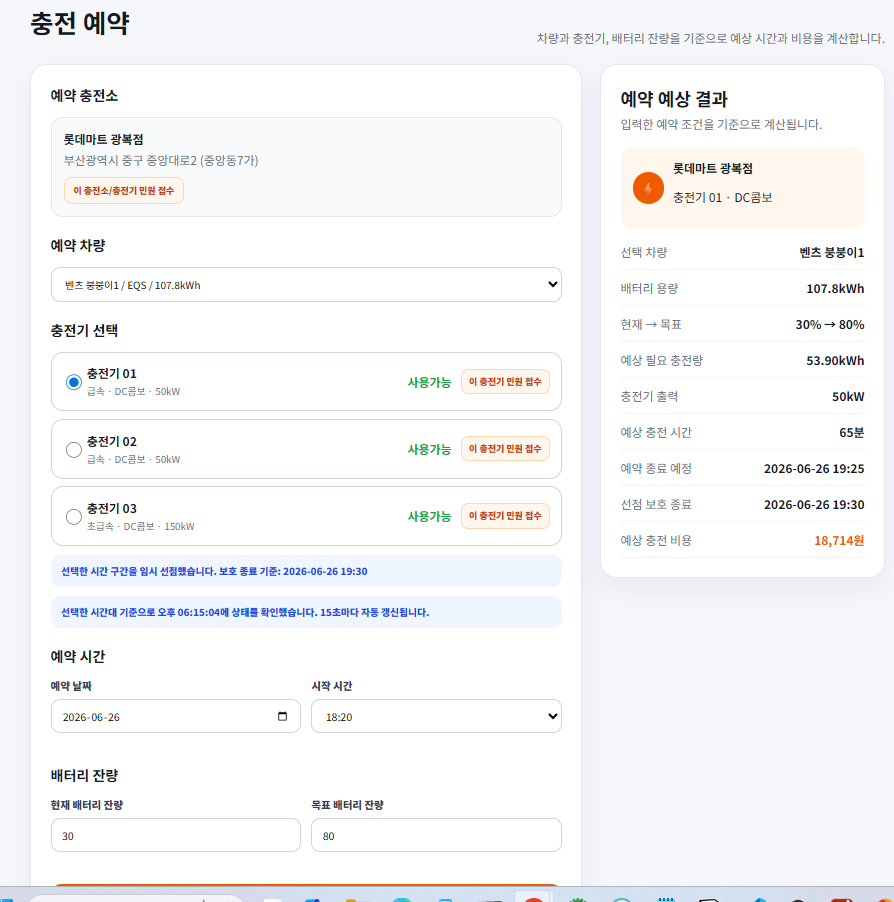 충전 예약
차량과 충전기, 배터리 잔량을 기준으로 예상 시간과 비용을 계산합니다.
예약 충전소
롯데마트 광복점
부산광역시 중구 중앙대로2 (중앙동7가)
이 충전소/충전기 민원 접수
예약 차량
벤츠 붕붕이1 / EQS / 107.8kWh
충전기 선택
충전기 01
급속 · DC콤보 · 50kW
사용가능
이 충전기 민원 접수
충전기 02
급속 · DC콤보 · 50kW
사용가능
이 충전기 민원 접수
충전기 03
초급속 · DC콤보 · 150kW
사용가능
이 충전기 민원 접수
선택한 시간 구간을 임시 선점했습니다. 보호 종료 기준: 2026-06-26 19:30
선택한 시간대 기준으로 오후 06:15:04에 상태를 확인했습니다. 15초마다 자동 갱신됩니다.
예약 시간
예약 날짜
시작 시간
2026-06-26
18:20
배터리 잔량
현재 배터리 잔량
목표 배터리 잔량
30
80
예약 예상 결과
입력한 예약 조건을 기준으로 계산됩니다.
롯데마트 광복점
충전기 01 · DC콤보
선택 차량 벤츠 붕붕이1
배터리 용량 107.8kWh
현재 → 목표 30% → 80%
예상 필요 충전량 53.90kWh
충전기 출력 50kW
예상 충전 시간 65분
예약 종료 예정 2026-06-26 19:25
선점 보호 종료 2026-06-26 19:30
예상 충전 비용 18,714원